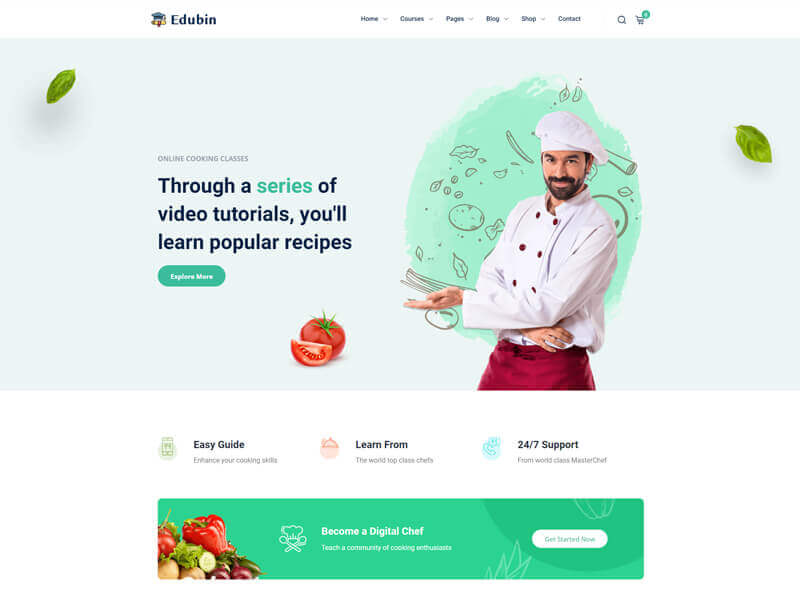 Edubin
Home Courses Pages Blog Shop Contact
0
ONLINE COOKING CLASSES
Through a series of
video tutorials, you'll
learn popular recipes
Explore More
Easy Guide
Enhance your cooking skills
Learn From
The world top class chefs
24/7 Support
From world class MasterChef
Become a Digital Chef
Teach a community of cooking enthusiasts
Get Started Now